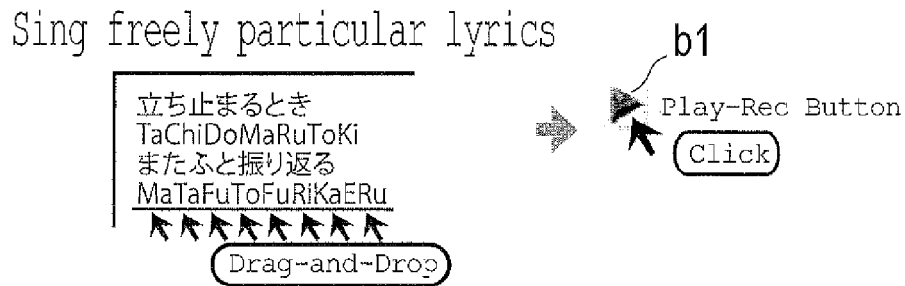 Sing freely particular lyrics
b1
立ち止まるとき
TaChiDoMaRuToKi
またふと振り返る
MaTaFuToFuRiKaERu
Play-Rec Button
Click
Drag-and-Drop